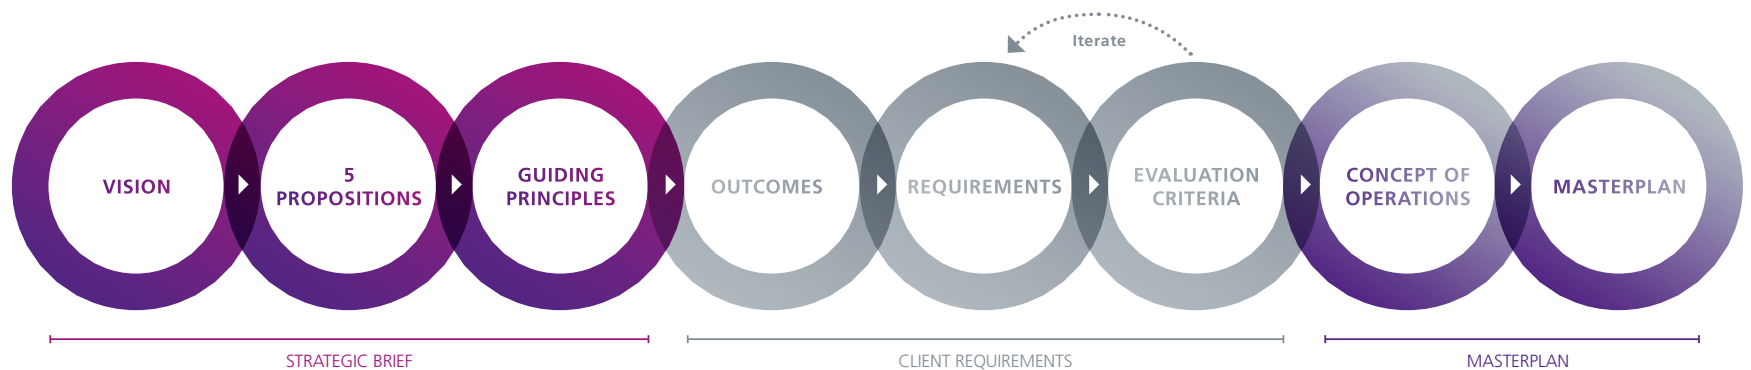 Iterate
VISION
5
PROPOSITIONS
GUIDING
PRINCIPLES
OUTCOMES
REQUIREMENTS
EVALUATION
CRITERIA
CONCEPT OF
OPERATIONS
MASTERPLAN
STRATEGIC BRIEF
CLIENT REQUIREMENTS
MASTERPLAN